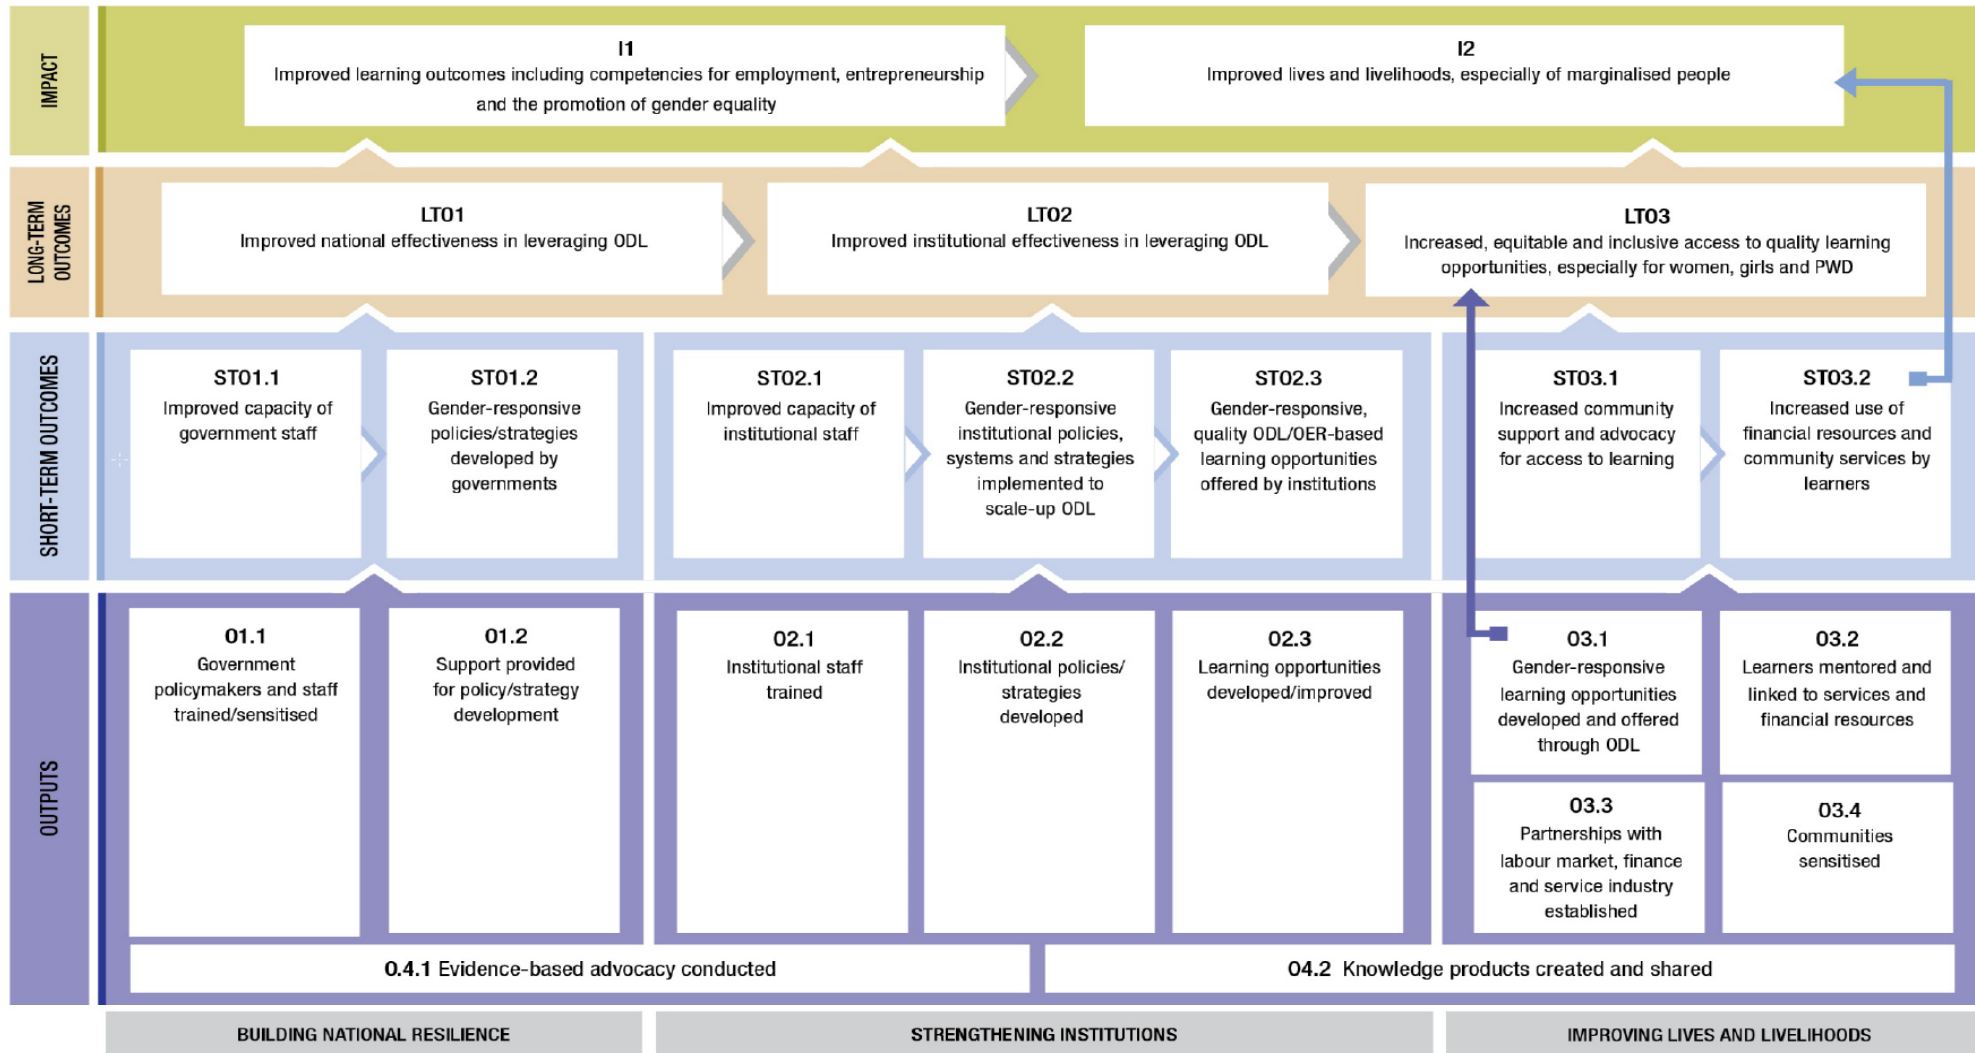 IMPACT
I1
Improved learning outcomes including competencies for employment, entrepreneurship
and the promotion of gender equality
I2
Improved lives and livelihoods, especially of marginalised people
LONG-TERM
OUTCOMES
LTO1
Improved national effectiveness in leveraging ODL
LTO2
Improved institutional effectiveness in leveraging ODL
LTO3
Increased, equitable and inclusive access to quality learning
opportunities, especially for women, girls and PWD
SHORT-TERM OUTCOMES
STO1.1
Improved capacity of
government staff
STO1.2
Gender-responsive
policies/strategies
developed by
governments
STO2.1
Improved capacity of
institutional staff
STO2.2
Gender-responsive
institutional policies,
systems and strategies
implemented to
scale-up ODL
STO2.3
Gender-responsive,
quality ODL/OER-based
learning opportunities
offered by institutions
STO3.1
Increased community
support and advocacy
for access to learning
STO3.2
Increased use of
financial resources and
community services by
learners
OUTPUTS
O1.1
Government
policymakers and staff
trained/sensitised
O1.2
Support provided
for policy/strategy
development
O2.1
Institutional staff
trained
O2.2
Institutional policies/
strategies
developed
O2.3
Learning opportunities
developed/improved
O3.1
Gender-responsive
learning opportunities
developed and offered
through ODL
O3.2
Learners mentored and
linked to services and
financial resources
O3.3
Partnerships with
labour market, finance
and service industry
established
O3.4
Communities
sensitised
O.4.1 Evidence-based advocacy conducted
O4.2 Knowledge products created and shared
BUILDING NATIONAL RESILIENCE
STRENGTHENING INSTITUTIONS
IMPROVING LIVES AND LIVELIHOODS